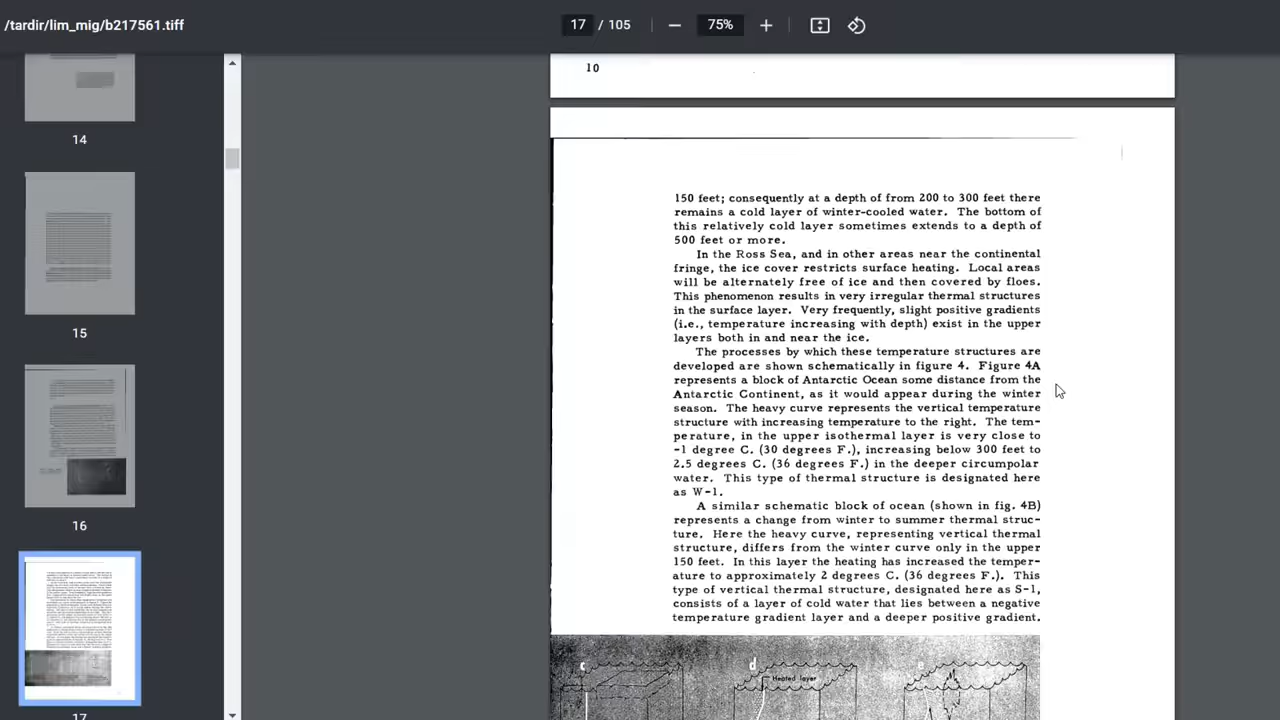 /tardir/lim_mig/b217561.tiff
17 / 105
75%
14
15
16
17
10
150 feet; consequently at a depth of from 200 to 300 feet there
remains a cold layer of winter-cooled water. The bottom of
this relatively cold layer sometimes extends to a depth of
500 feet or more.
In the Ross Sea, and in other areas near the continental
fringe, the ice cover restricts surface heating. Local areas
will be alternately free of ice and then covered by floes.
This phenomenon results in very irregular thermal structures
in the surface layer. Very frequently, slight positive gradients
(i.e., temperature increasing with depth) exist in the upper
layers both in and near the ice.
The processes by which these temperature structures are
developed are shown schematically in figure 4. Figure 4A
represents a block of Antarctic Ocean some distance from the
Antarctic Continent, as it would appear during the winter
season. The heavy curve represents the vertical temperature
structure with increasing temperature to the right. The tem-
perature, in the upper isothermal layer is very close to
-1 degree C. (30 degrees F.), increasing below 300 feet to
2.5 degrees C. (36 degrees F.) in the deeper circumpolar
water. This type of thermal structure is designated here
as W-1.
A similar schematic block of ocean (shown in fig. 4B)
represents a change from winter to summer thermal struc-
ture. Here the heavy curve, representing vertical thermal
structure, differs from the winter curve only in the upper
150 feet. In this layer the heating has increased the temper-
ature to approximately 2 degrees C. (36 degrees F.). This
type of vertical thermal structure, designated here as S-1,
consists of a layer of cold water that lies between a negative
temperature gradient layer and a deeper positive gradient.
c
d
e
Heated layer